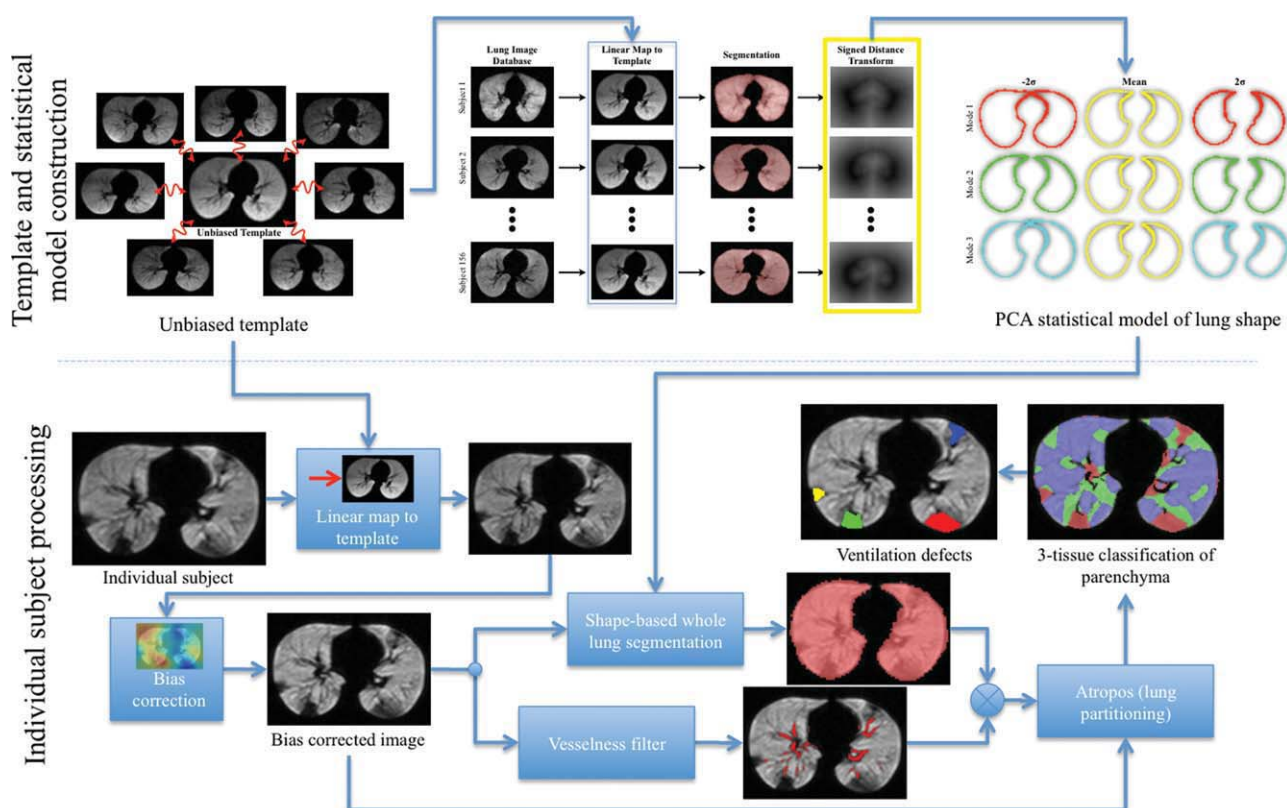 Template and statistical
model construction
Unbiased Template
Unbiased template
Lung Image
Database
Linear Map to
Template
Segmentation
Signed Distance
Transform
Subject 1
Subject 2
Subject 156
-2σ
Mean
2σ
Mode 1
Mode 2
Mode 3
PCA statistical model of lung shape
Individual subject processing
Individual subject
Linear map to
template
Ventilation defects
3-tissue classification of
parenchyma
Bias
correction
Bias corrected image
Shape-based whole
lung segmentation
Vesselness filter
Atropos (lung
partitioning)